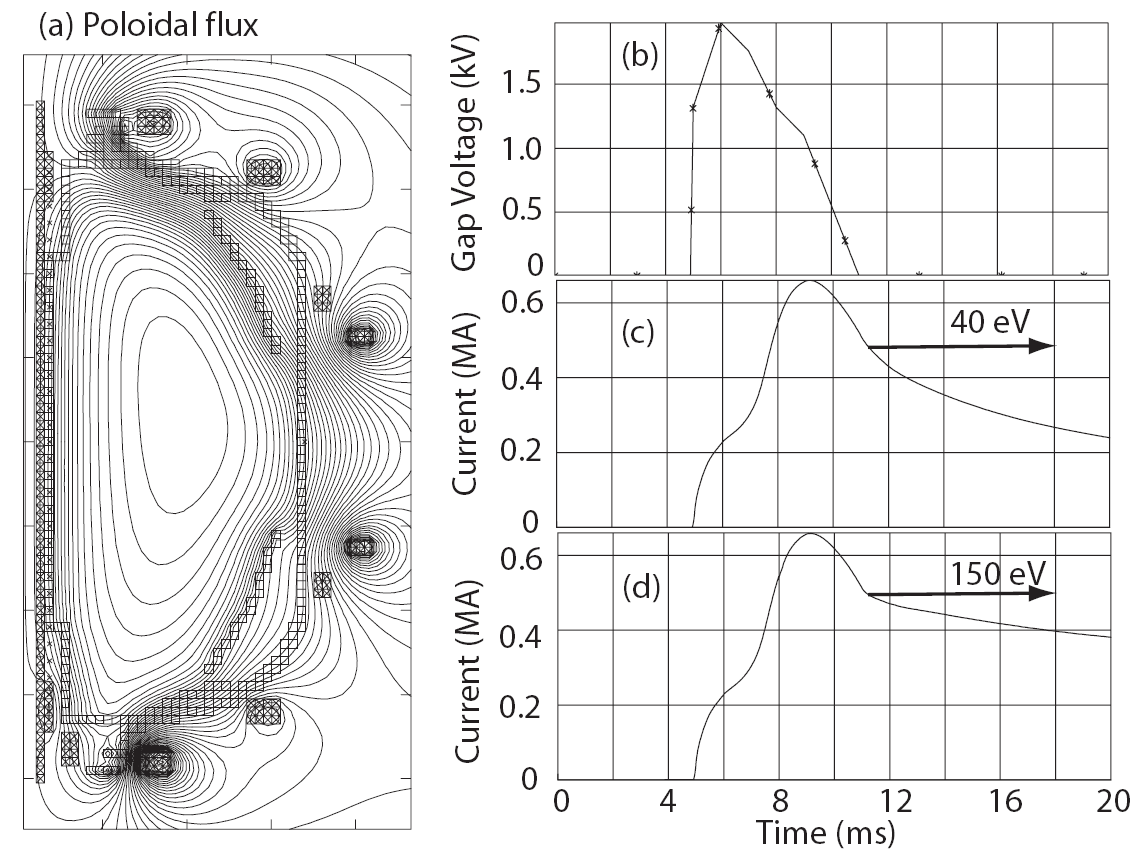 (a) Poloidal flux
Gap Voltage (kV)
(b)
1.5
1.0
0.5
0
Current (MA)
(c)
40 eV
0.6
0.4
0.2
0
Current (MA)
(d)
150 eV
0.6
0.4
0.2
0
0 4 8 12 16 20
Time (ms)